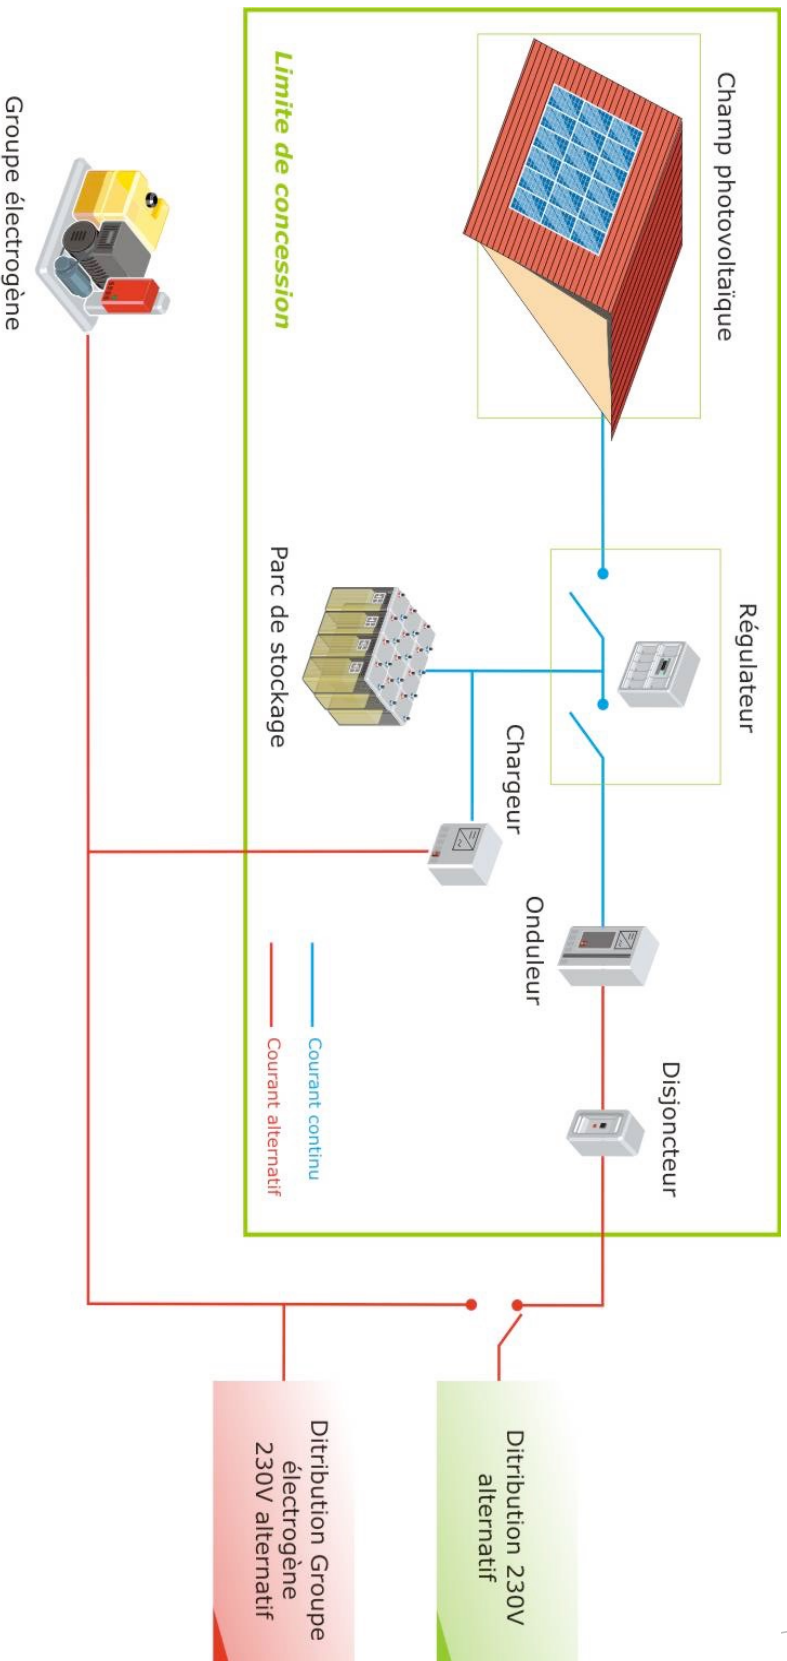 Champ photovoltaïque
Régulateur
Disjoncteur
Onduleur
Chargeur
Limite de concession
Parc de stockage
Courant continu
Courant alternatif
Groupe électrogène
Ditribution 230V
alternatif
Ditribution Groupe
électrogène
230V alternatif